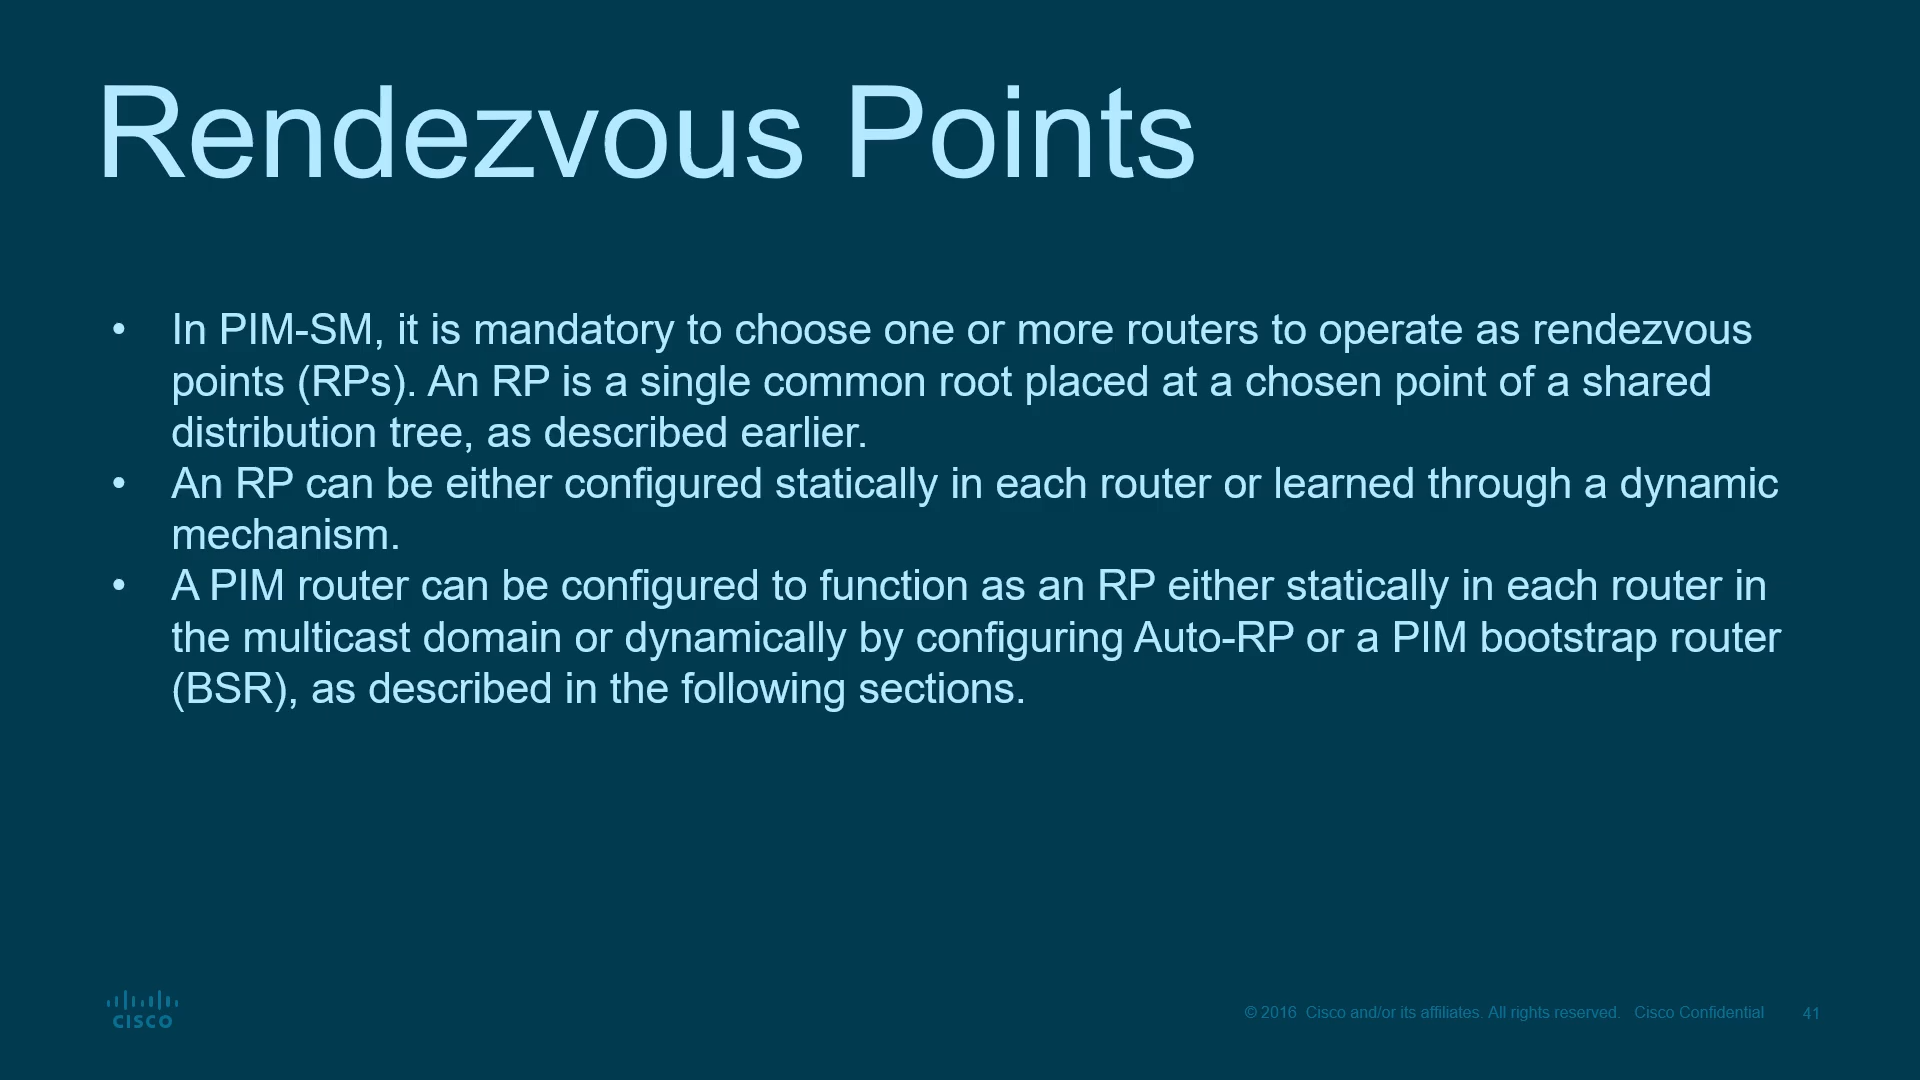 Rendezvous Points
• In PIM-SM, it is mandatory to choose one or more routers to operate as rendezvous
points (RPs). An RP is a single common root placed at a chosen point of a shared
distribution tree, as described earlier.
• An RP can be either configured statically in each router or learned through a dynamic
mechanism.
• A PIM router can be configured to function as an RP either statically in each router in
the multicast domain or dynamically by configuring Auto-RP or a PIM bootstrap router
(BSR), as described in the following sections.
CISCO
© 2016 Cisco and/or its affiliates. All rights reserved. Cisco Confidential 41